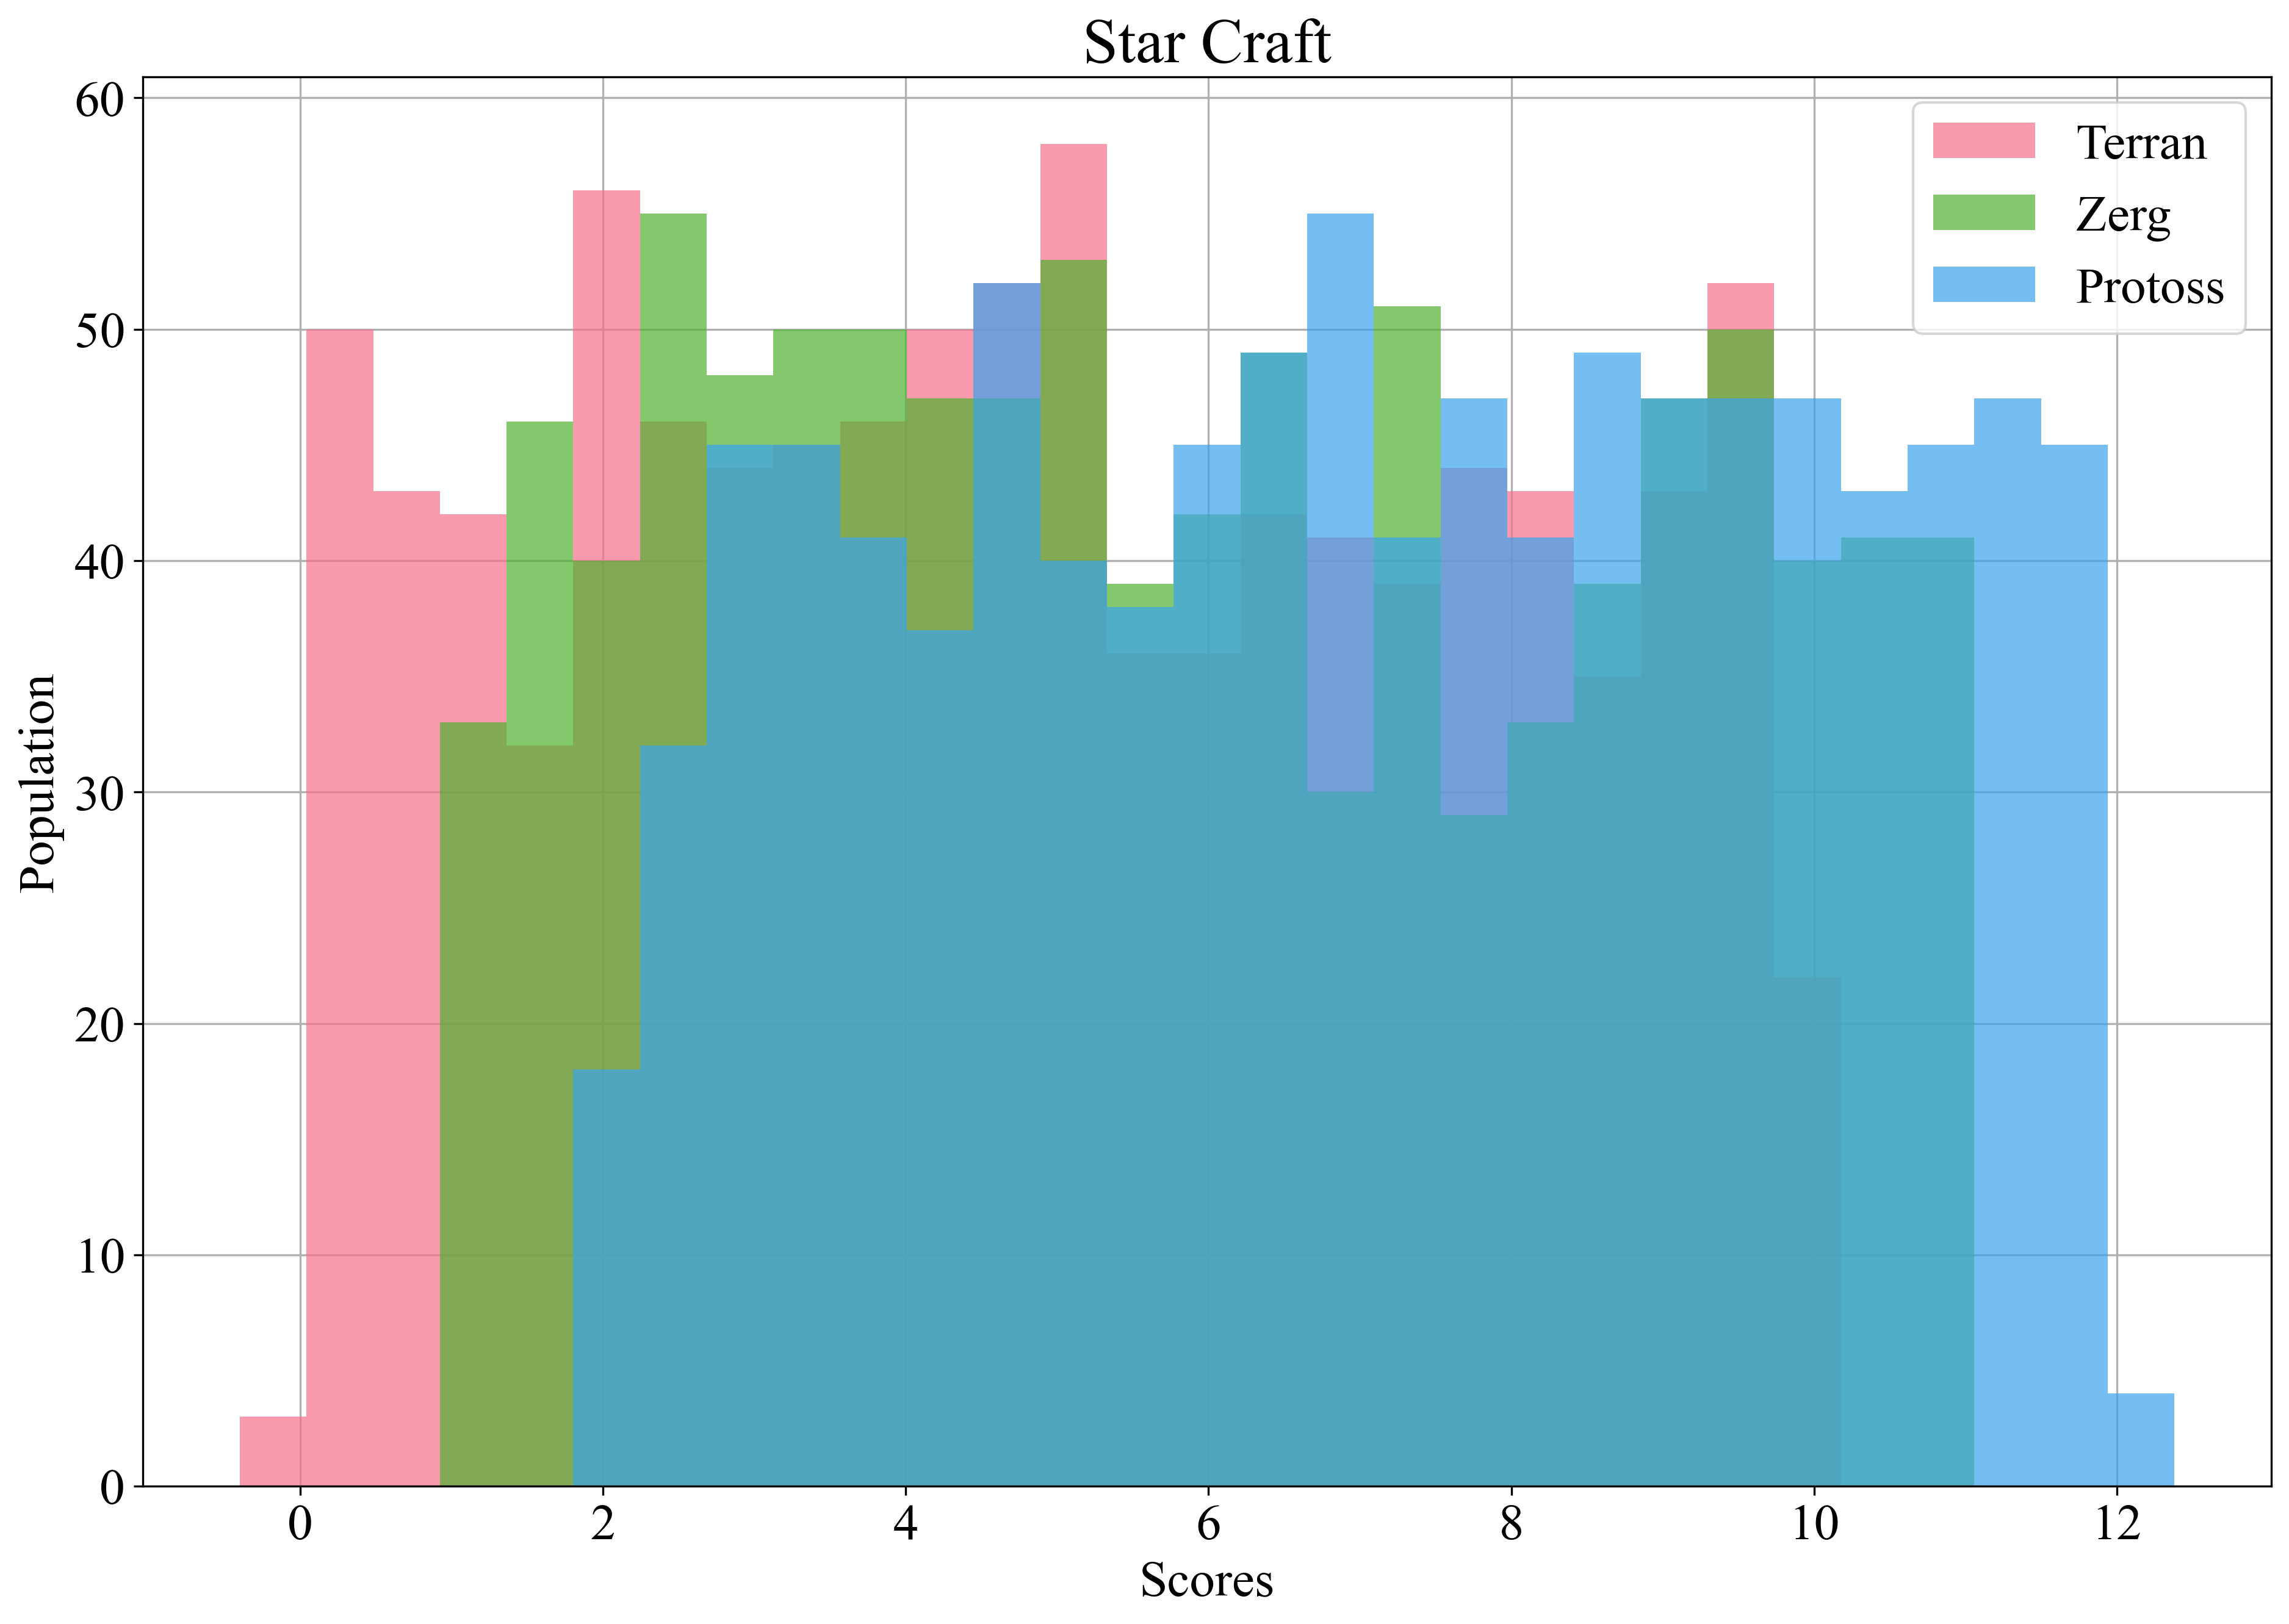 Star Craft
60
50
40
30
20
10
0
Population
Terran
Zerg
Protoss
0 2 4 6 8 10 12
Scores